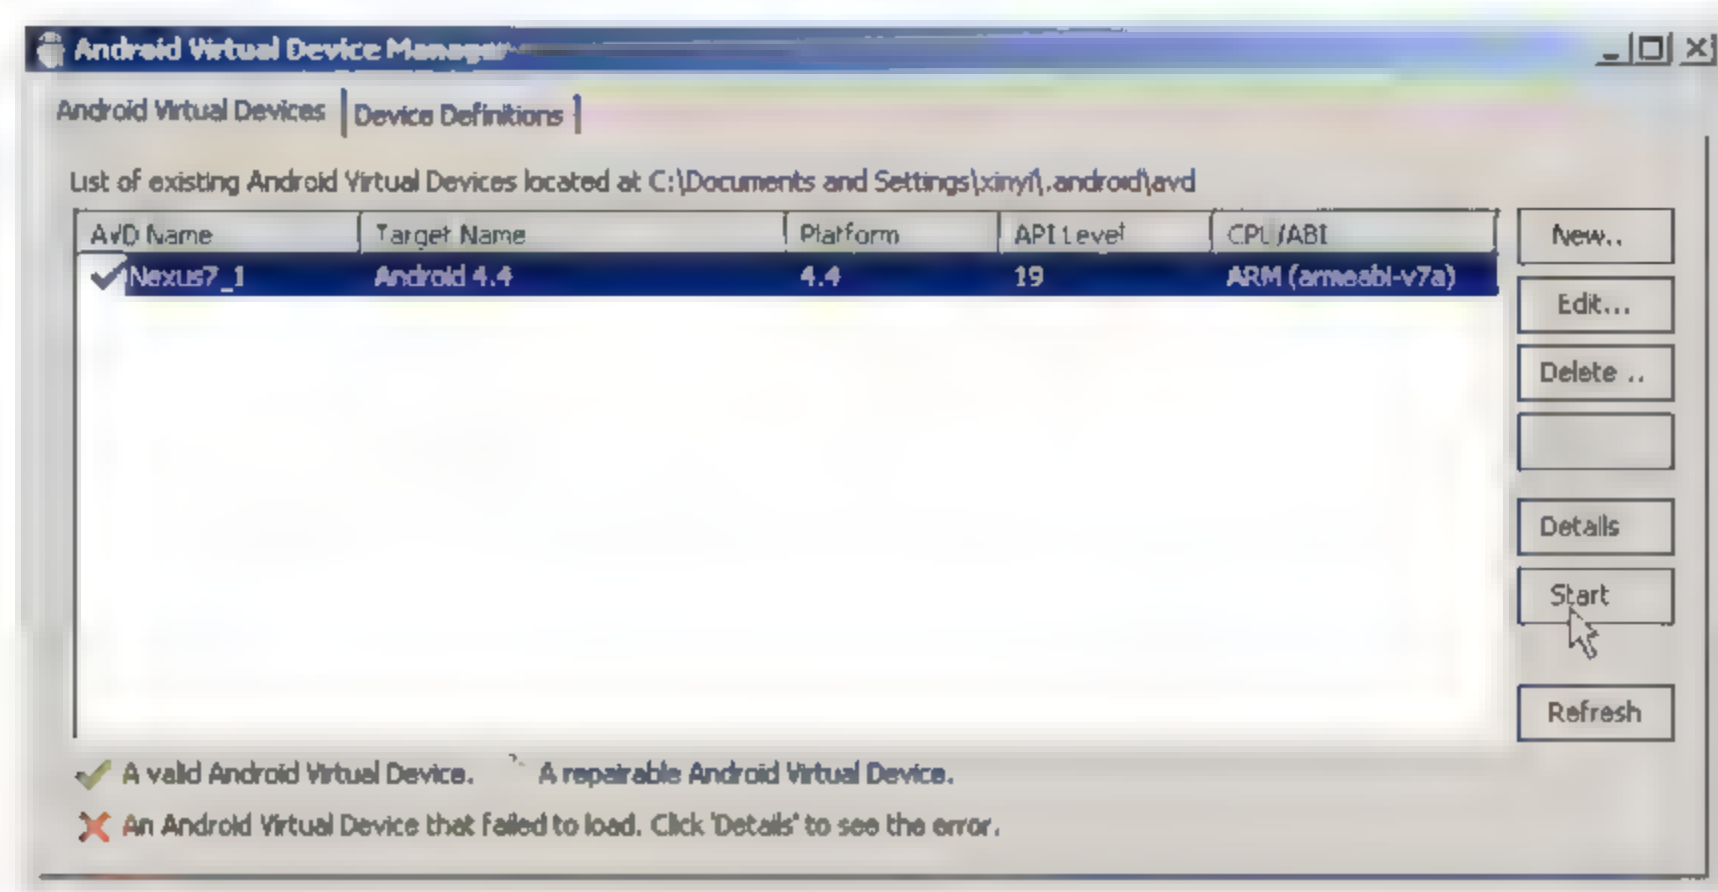 Android Virtual Device Manager
Android Virtual Devices Device Definitions
List of existing Android Virtual Devices located at C:\Documents and Settings\xinyi\.android\avd
AVD Name Target Name Platform API Level CPU/ABI
Nexus7_1 Android 4.4 4.4 19 ARM (armeabi-v7a)
New..
Edit...
Delete ..
Details
Start
Refresh
A valid Android Virtual Device. A repairable Android Virtual Device.
An Android Virtual Device that failed to load. Click 'Details' to see the error.